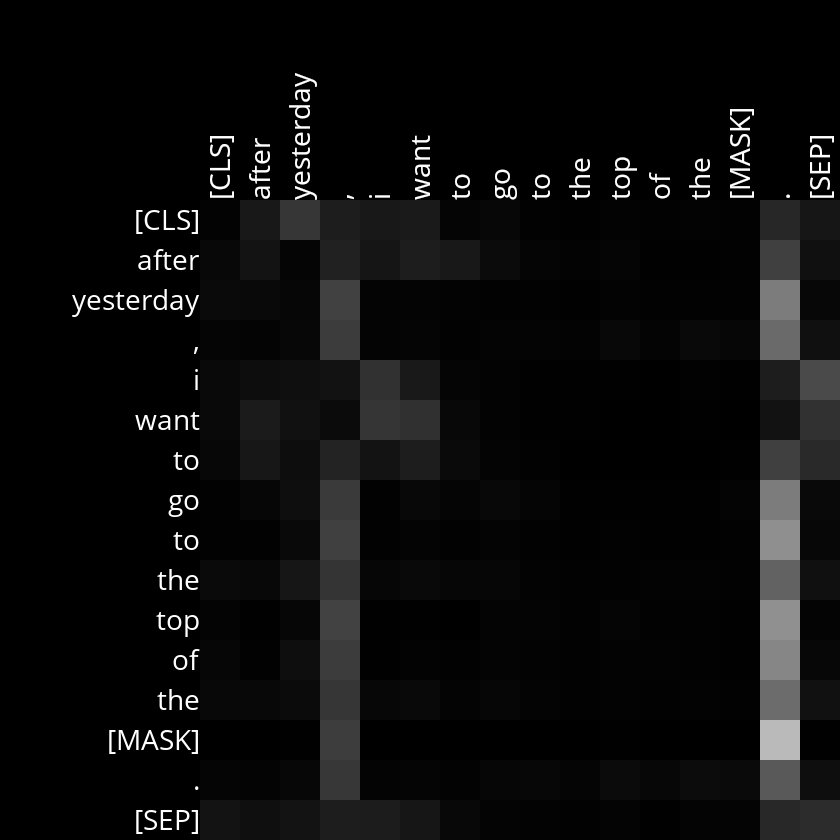 [CLS] after yesterday , i want to go to the top of the [MASK] . [SEP]
[CLS]
after
yesterday
,
i
want
to
go
to
the
top
of
the
[MASK]
.
[SEP]